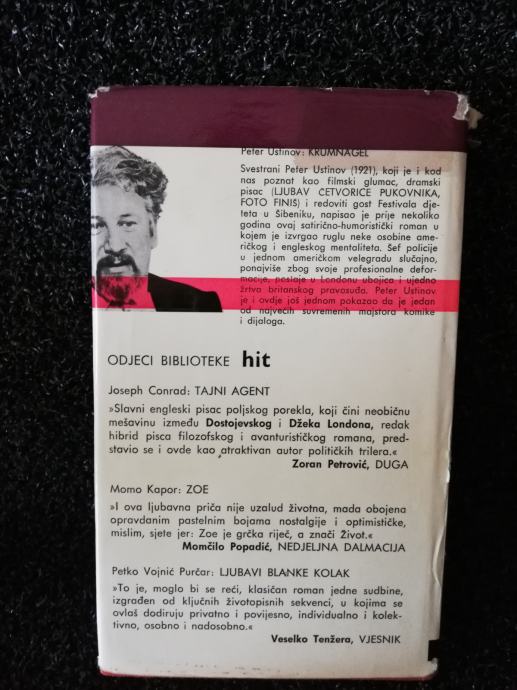 Peter Ustinov: KRUMNAGEL
Svestrani Peter Ustinov (1921), koji je i kod
nas poznat kao filmski glumac, dramski
pisac (LJUBAV ČETVORICE PUKOVNIKA,
FOTO FINIŠ) i redoviti gost Festivala dje-
teta u Šibeniku, napisao je prije nekoliko
godina ovaj satirično-humoristički roman u
kojem je izvrgao ruglu neke osobine ame-
ričkog i engleskog mentaliteta. Šef policije
u jednom američkom velegradu slučajno,
ponajviše zbog svoje profesionalne defor-
macije, postaje u Londonu ubojica i ujedno
žrtva britanskog pravosuđa. Peter Ustinov
je i ovdje još jednom pokazao da je jedan
od najvećih suvremenih majstora komike
i dijaloga.
ODJECI BIBLIOTEKE hit
Joseph Conrad: TAJNI AGENT
»Slavni engleski pisac poljskog porekla, koji čini neobičnu
mešavinu između Dostojevskog i Džeka Londona, redak
hibrid pisca filozofskog i avanturističkog romana, pred-
stavio se i ovde kao atraktivan autor političkih trilera.«
Zoran Petrović, DUGA
Momo Kapor: ZOE
»I ova ljubavna priča nije uzalud životna, mada obojena
opravdanim pastelnim bojama nostalgije i optimističke,
mislim, sjete jer: Zoe je grčka riječ, a znači Život.«
Momčilo Popadić, NEDJELJNA DALMACIJA
Petko Vojnić Purčar: LJUBAVI BLANKE KOLAK
"To je, moglo bi se reći, klasičan roman jedne sudbine,
izgrađen od ključnih životopisnih sekvenci, u kojima se
ovlaš dodiruju privatno i povijesno, individualno i kolek-
tivno, osobno i nadosobno.«
Veselko Tenžera, VJESNIK